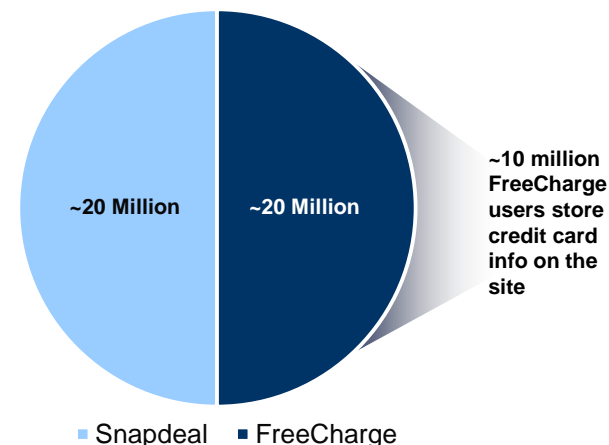 ~20 Million
~20 Million
~10 million
FreeCharge
users store
credit card
info on the
site
Snapdeal
FreeCharge